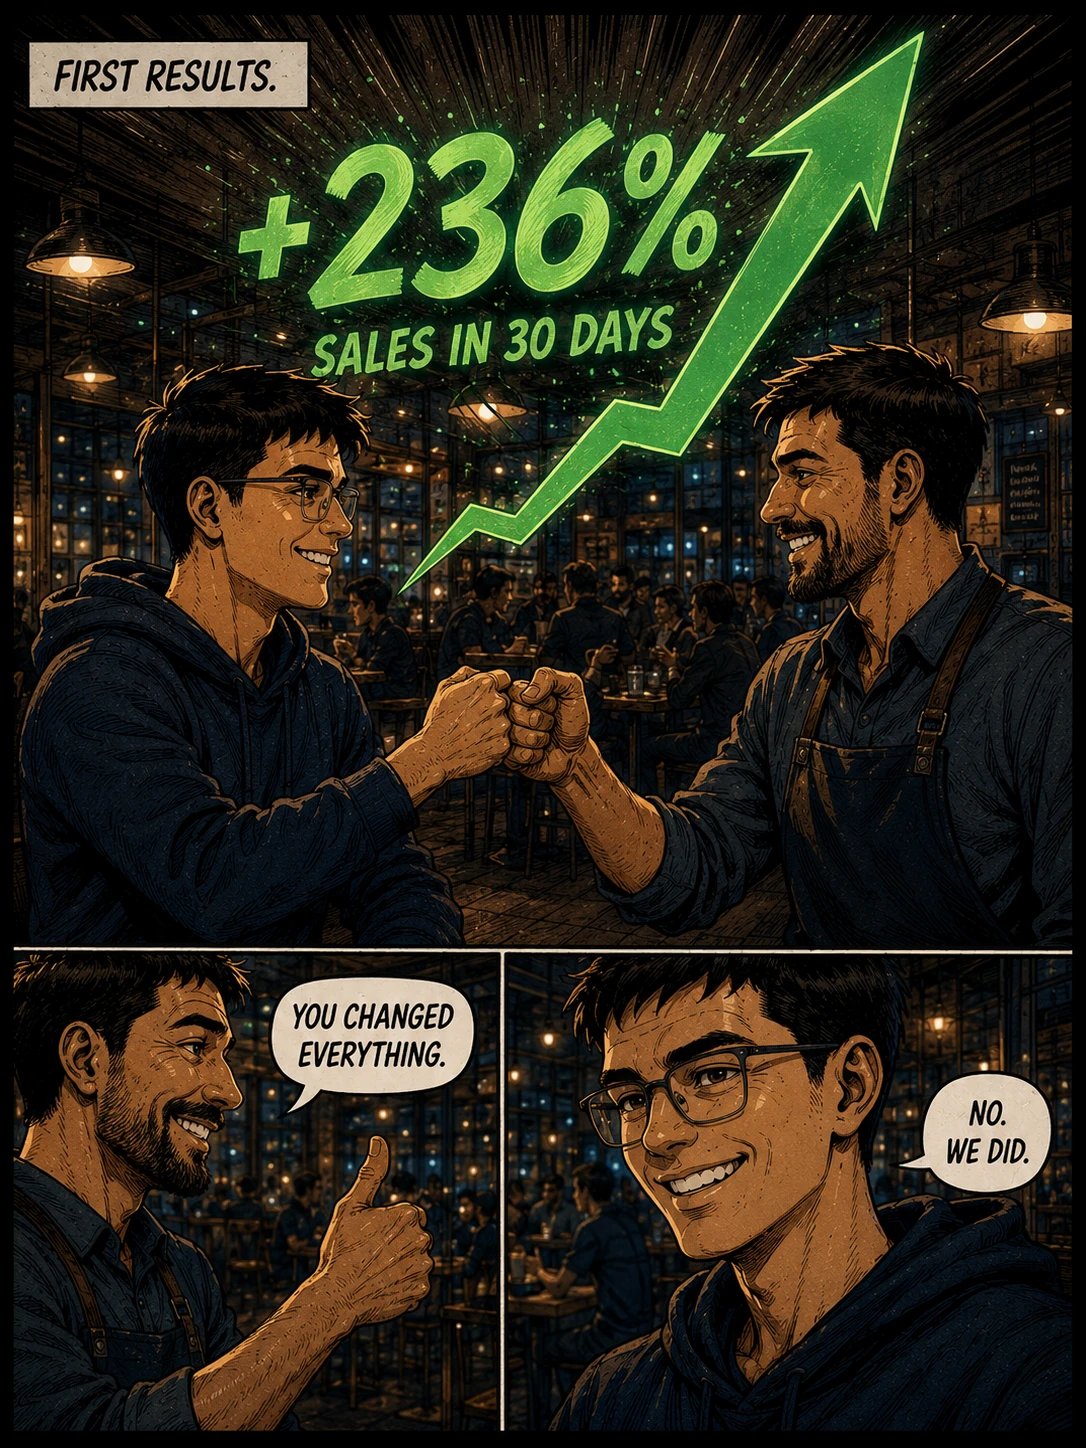 FIRST RESULTS.
+236%
SALES IN 30 DAYS
YOU CHANGED
EVERYTHING.
NO.
WE DID.